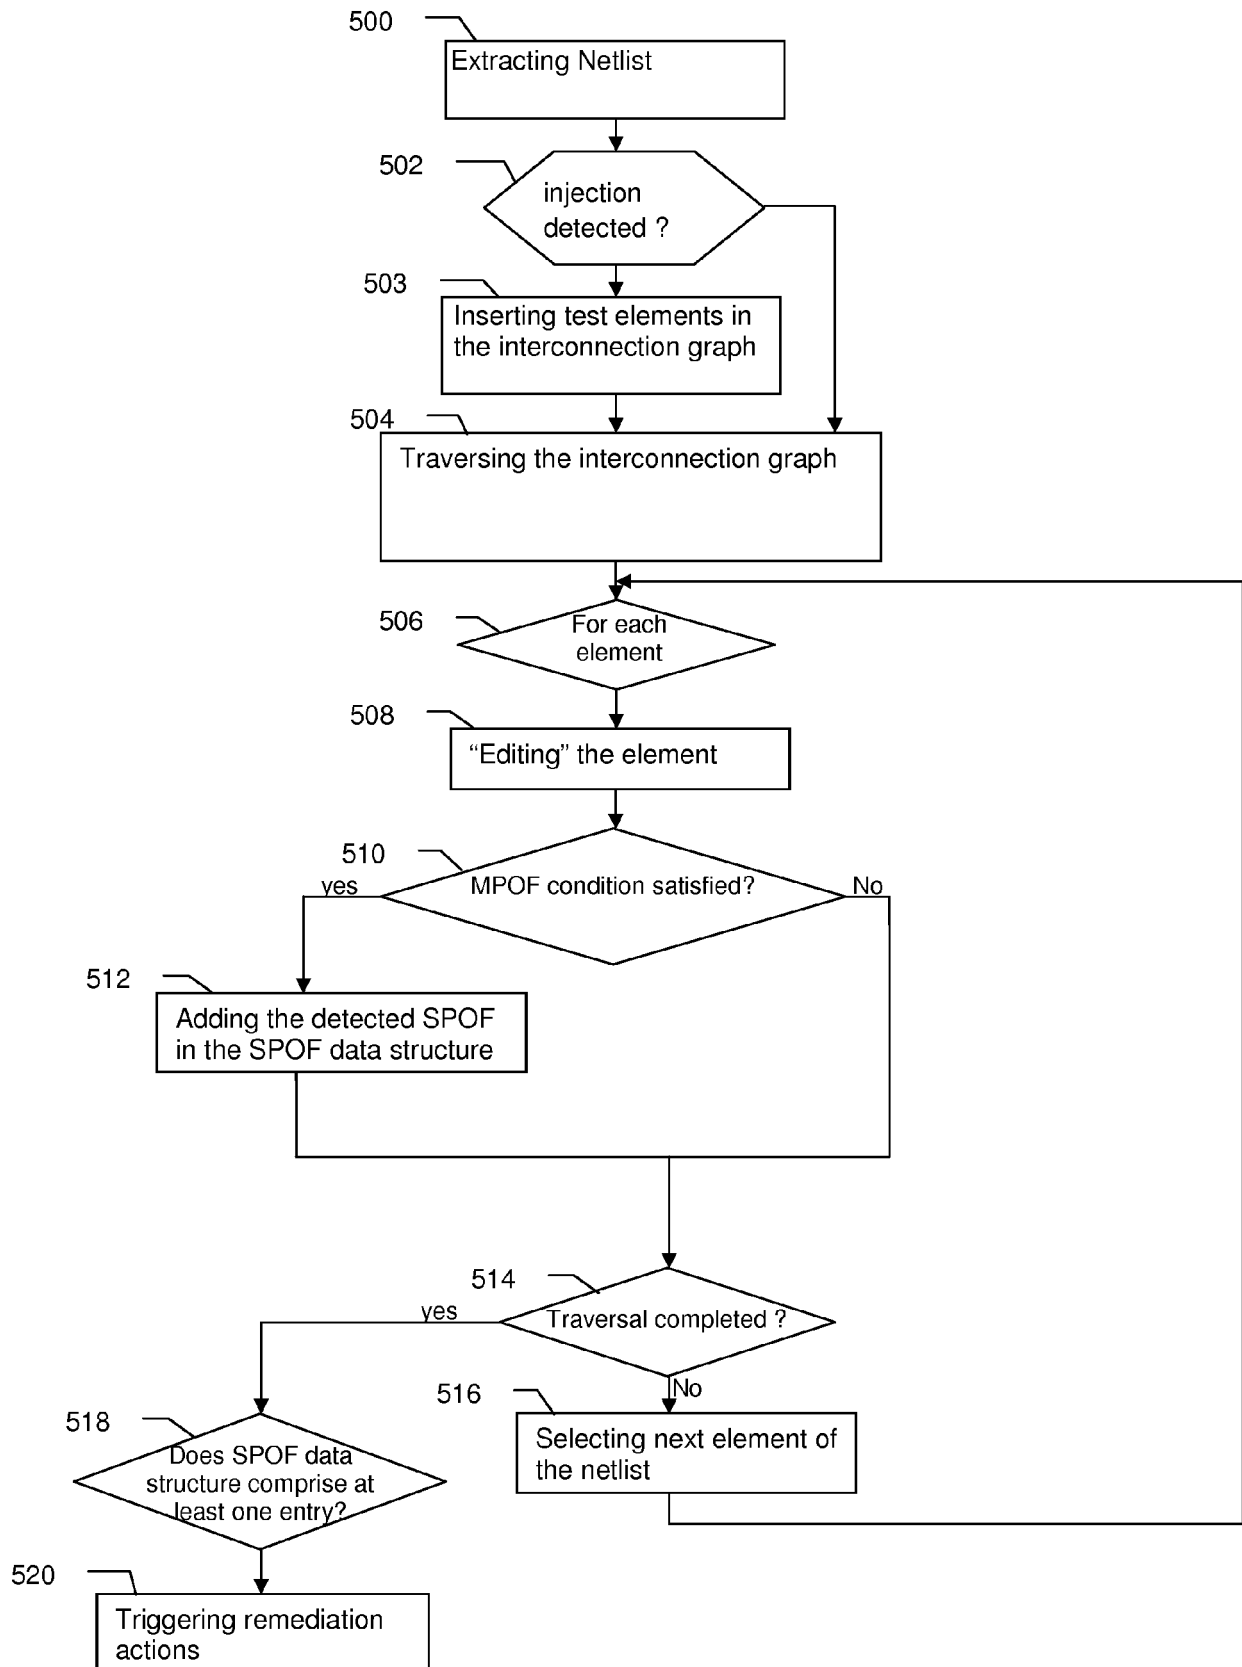 500
Extracting Netlist
502
injection
detected ?
503
Inserting test elements in
the interconnection graph
504
Traversing the interconnection graph
506
For each
element
508
“Editing” the element
510
MPOF condition satisfied?
yes
No
512
Adding the detected SPOF
in the SPOF data structure
514
Traversal completed ?
yes
No
516
Selecting next element of
the netlist
518
Does SPOF data
structure comprise at
least one entry?
520
Triggering remediation
actions